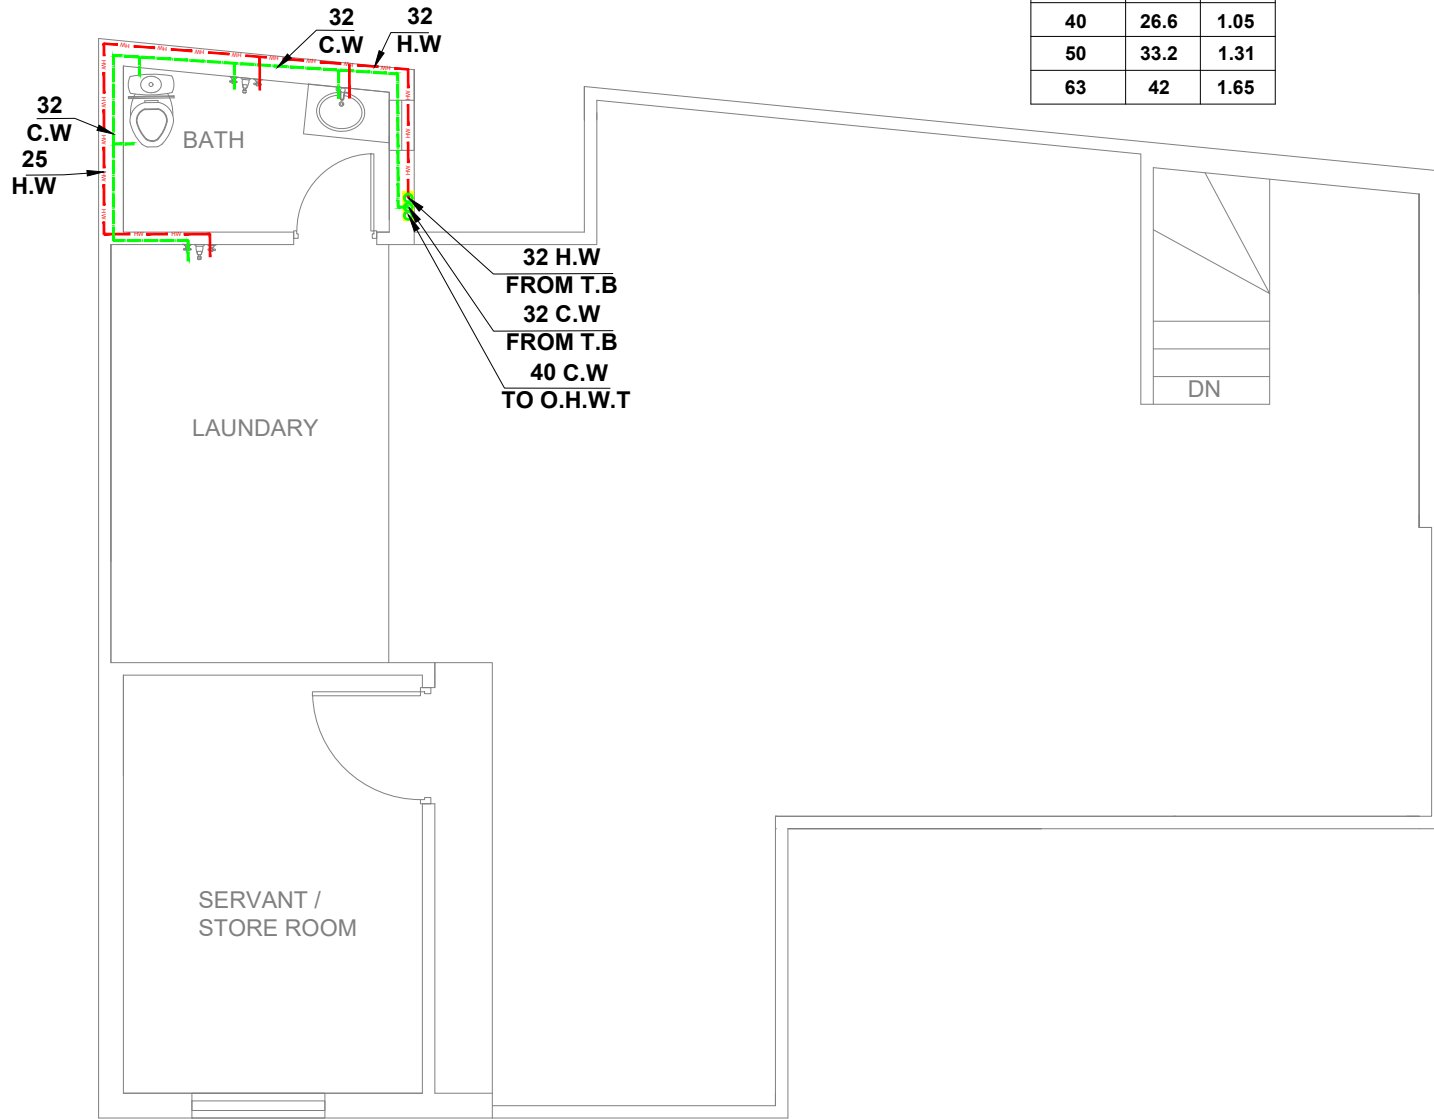 32
C.W
32
H.W
40 26.6 1.05
50 33.2 1.31
63 42 1.65
32
C.W
25
H.W
BATH
32 H.W
FROM T.B
32 C.W
FROM T.B
40 C.W
TO O.H.W.T
DN
LAUNDARY
SERVANT /
STORE ROOM